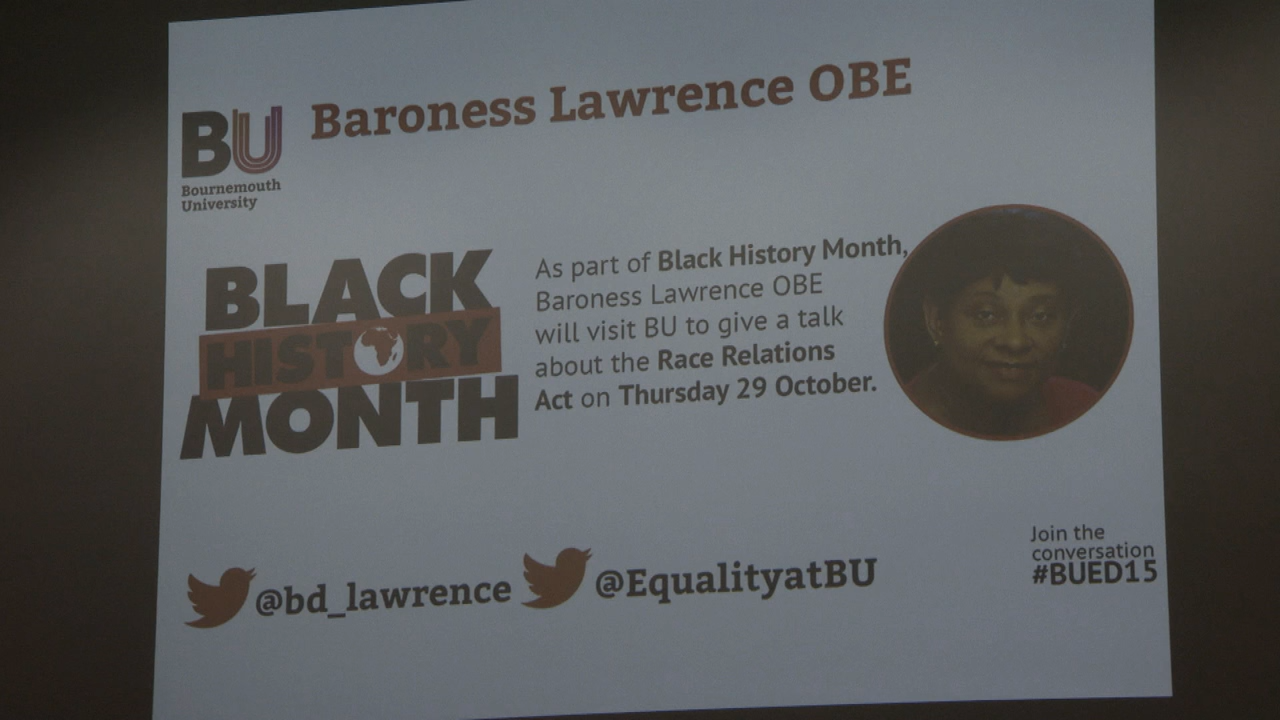 Baroness Lawrence OBE
BU
Bournemouth
University
BLACK
HISTORY
MONTH
As part of Black History Month,
Baroness Lawrence OBE
will visit BU to give a talk
about the Race Relations
Act on Thursday 29 October.
@bd_lawrence @EqualityatBU
Join the
conversation
#BUED15